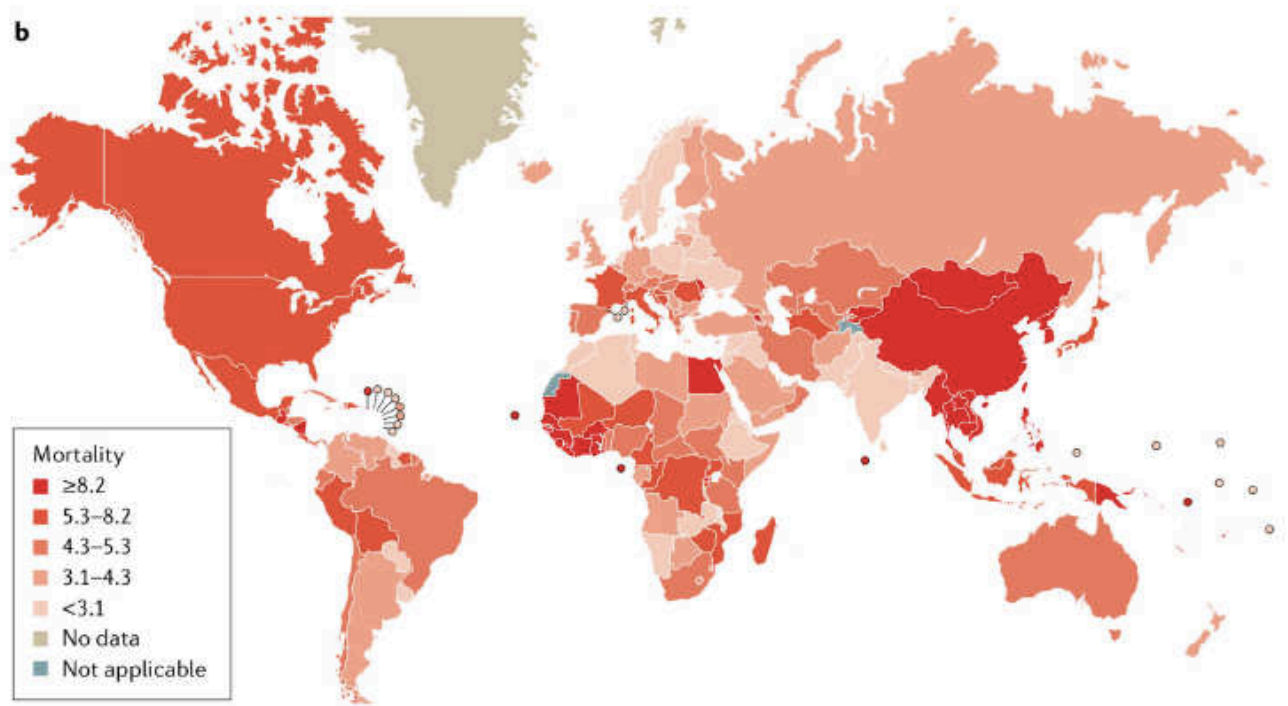 b
Mortality
≥8.2
5.3–8.2
4.3–5.3
3.1–4.3
<3.1
No data
Not applicable